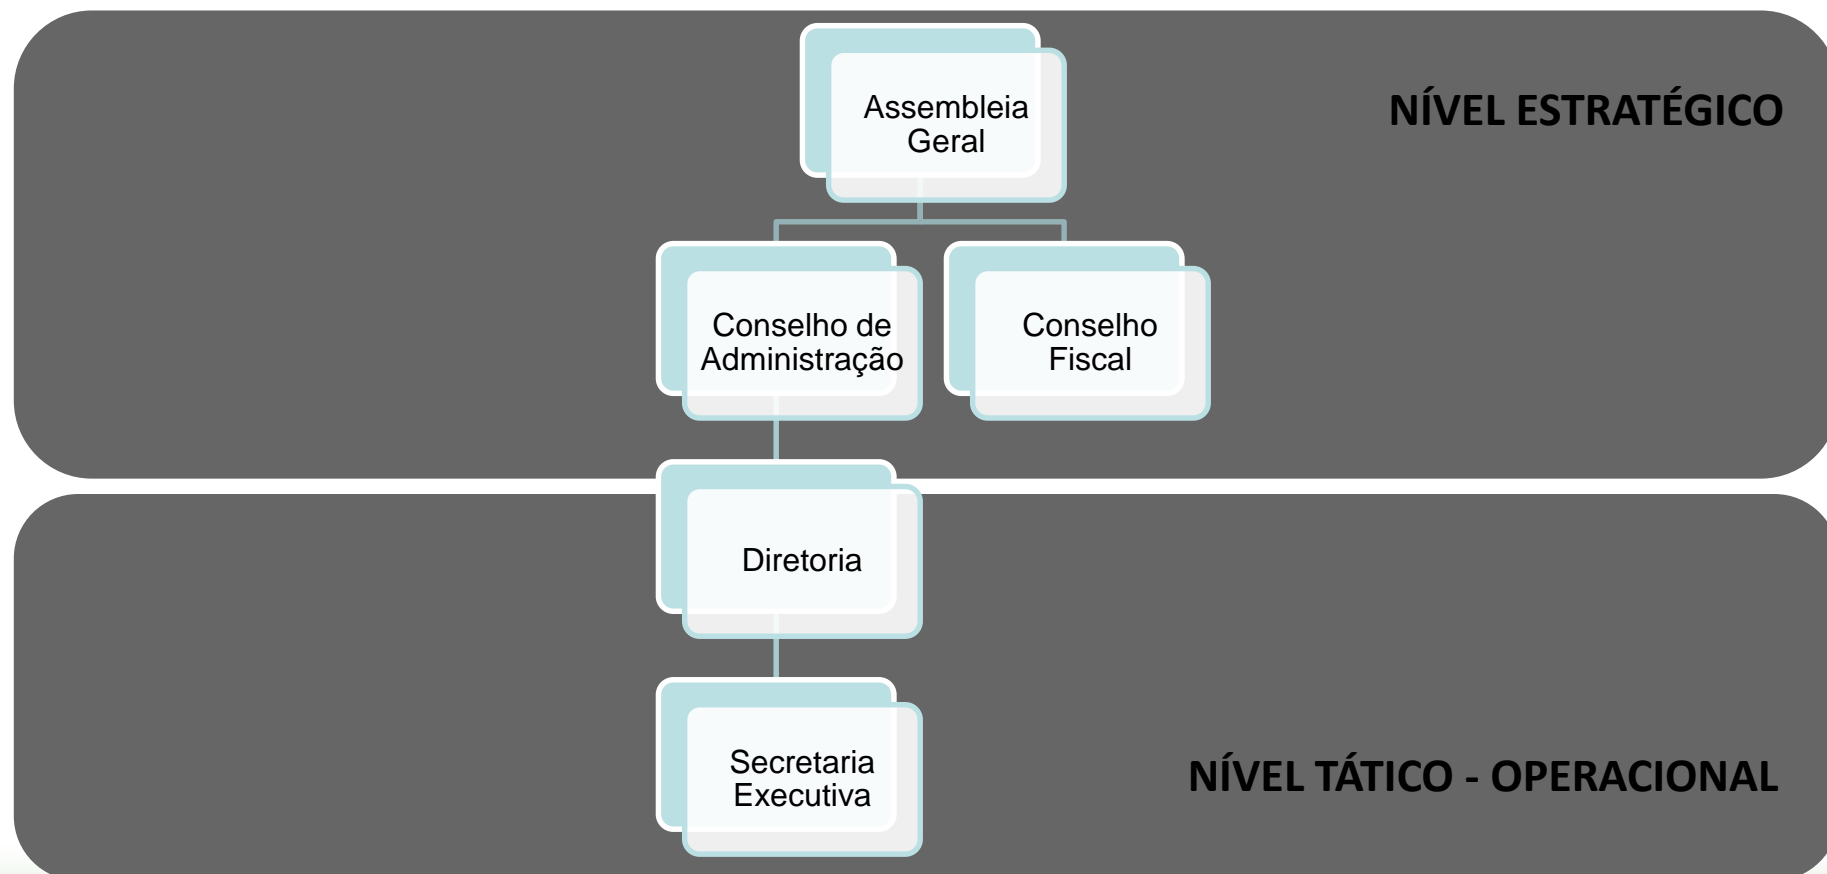 Assembleia
Geral
NÍVEL ESTRATÉGICO
Conselho de
Administração
Conselho
Fiscal
Diretoria
Secretaria
Executiva
NÍVEL TÁTICO - OPERACIONAL